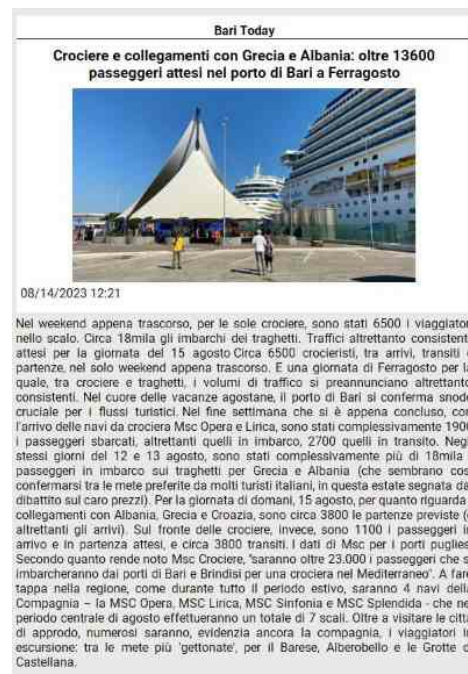 Bari Today
Crociere e collegamenti con Grecia e Albania: oltre 13600
passeggeri attesi nel porto di Bari a Ferragosto
08/14/2023 12:21
Nel weekend appena trascorso, per le sole crociere, sono stati 6500 i viaggiator
nello scalo. Circa 18mila gli imbarchi dei traghetti. Traffici altrettanto consistent
attesi per la giornata del 15 agosto Circa 6500 crocieristi, tra arrivi, transiti
partenze, nel solo weekend appena trascorso. E una giornata di Ferragosto per la
quale, tra crociere e traghetti, i volumi di traffico si preannunciano altrettanto
consistenti. Nel cuore delle vacanze agostane, il porto di Bari si conferma snodo
cruciale per i flussi turistici. Nel fine settimana che si è appena concluso, con
l'arrivo delle navi da crociera Msc Opera e Lirica, sono stati complessivamente 1900
i passeggeri sbarcati, altrettanti quelli in imbarco, 2700 quelli in transito. Neg
stessi giorni del 12 e 13 agosto, sono stati complessivamente più di 18mila
passeggeri in imbarco sui traghetti per Grecia e Albania (che sembrano cos
confermarsi tra le mete preferite da molti turisti italiani, in questa estate segnata da
dibattito sul caro prezzi). Per la giornata di domani, 15 agosto, per quanto riguarda
collegamenti con Albania, Grecia e Croazia, sono circa 3800 le partenze previste (
altrettanti gli arrivi). Sul fronte delle crociere, invece, sono 1100 i passeggeri in
arrivo e in partenza attesi, e circa 3800 transiti. I dati di Msc per i porti puglies
Secondo quanto rende noto Msc Crociere, "saranno oltre 23.000 i passeggeri che s
imbarcheranno dai porti di Bari e Brindisi per una crociera nel Mediterraneo". A fare
tappa nella regione, come durante tutto il periodo estivo, saranno 4 navi della
Compagnia – la MSC Opera, MSC Lirica, MSC Sinfonia e MSC Splendida - che nel
periodo centrale di agosto effettueranno un totale di 7 scali. Oltre a visitare le città
di approdo, numerosi saranno, evidenzia ancora la compagnia, i viaggiatori in
escursione: tra le mete più 'gettonate', per il Barese, Alberobello e le Grotte d
Castellana.